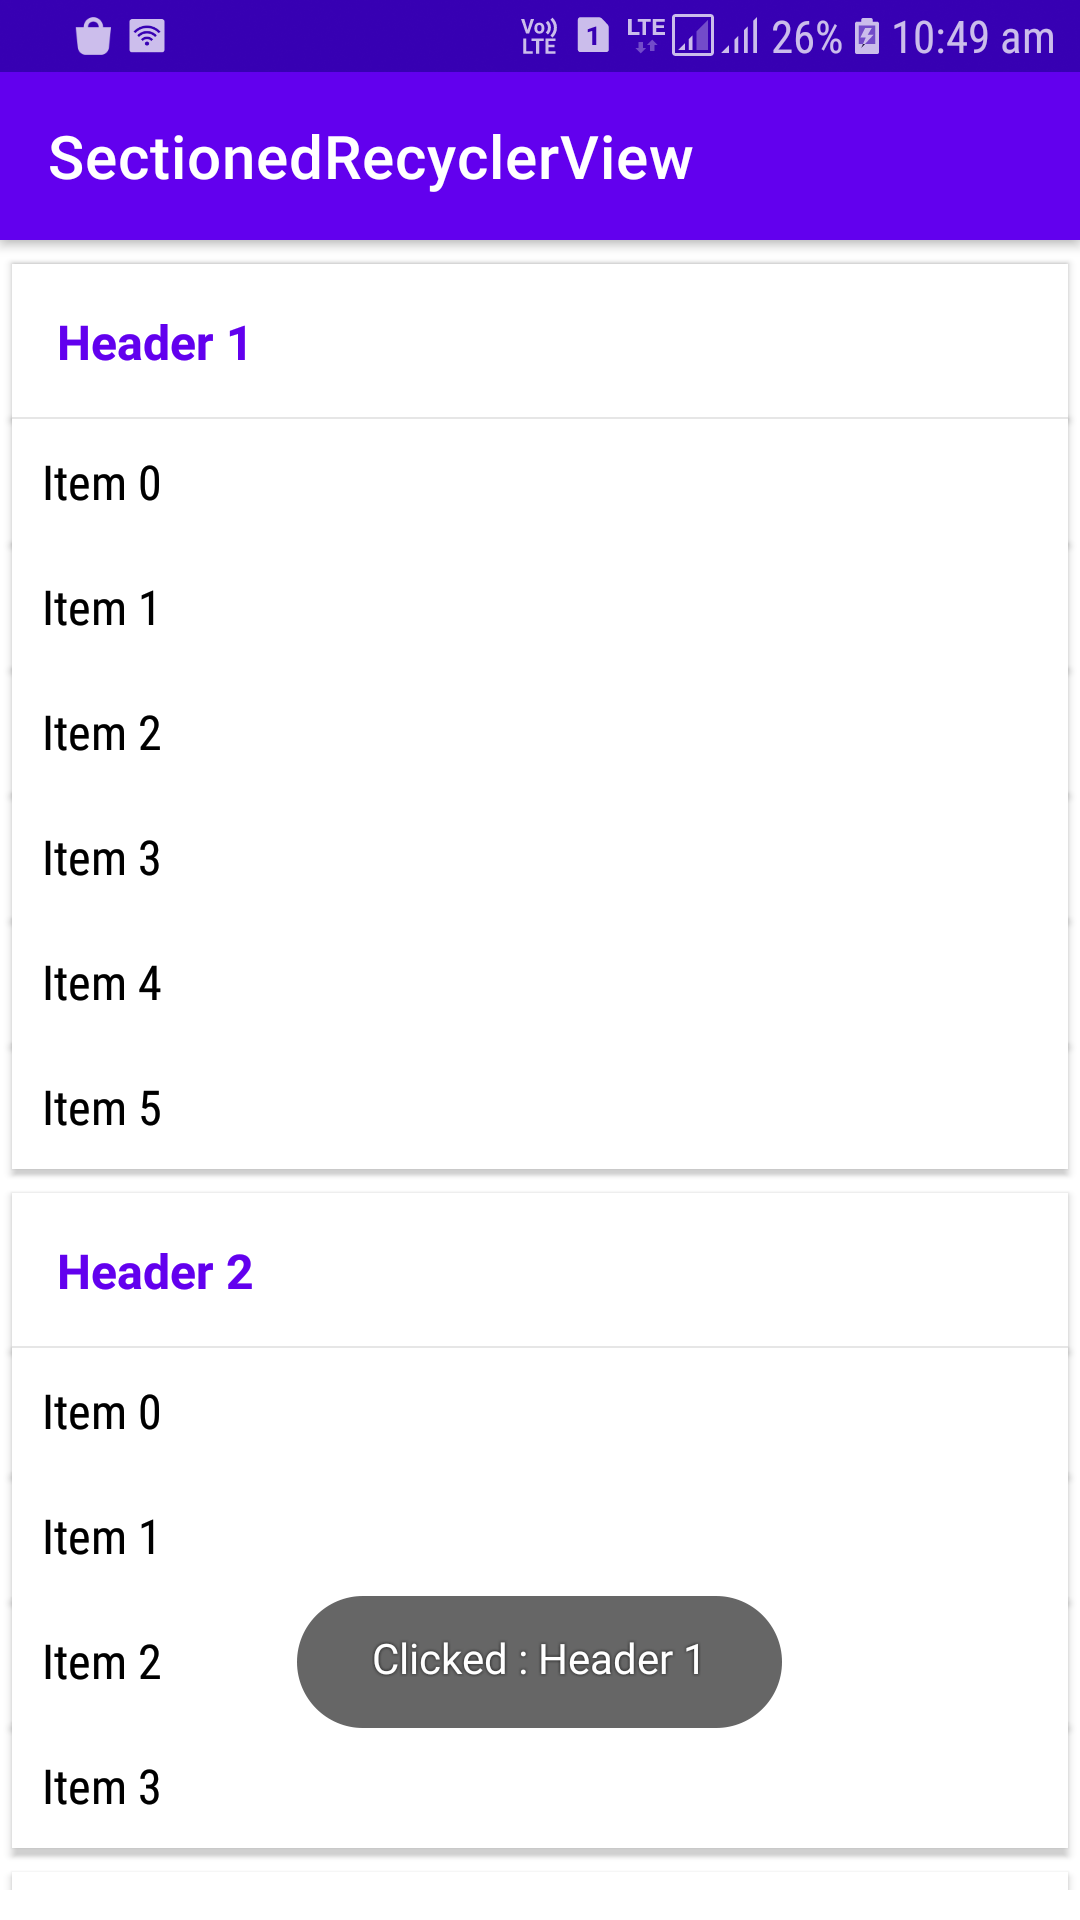 Vo)) LTE 1 LTE 26% 10:49 am
SectionedRecyclerView
Header 1
Item 0
Item 1
Item 2
Item 3
Item 4
Item 5
Header 2
Item 0
Item 1
Item 2
Clicked : Header 1
Item 3